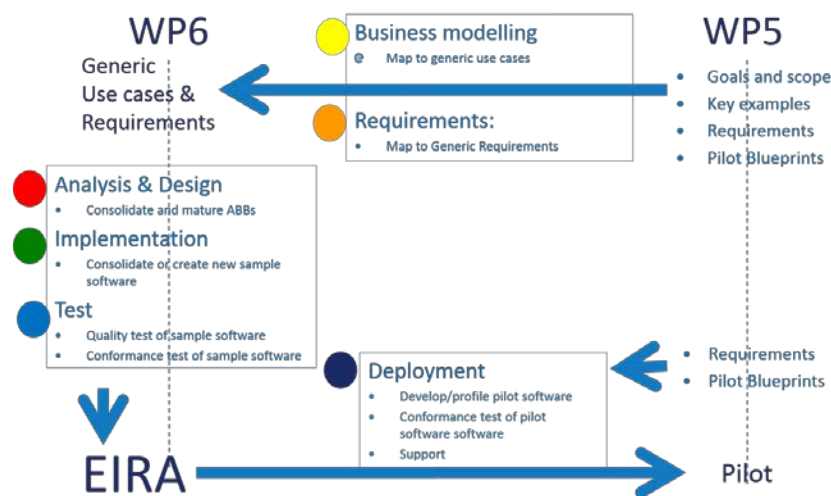 WP6
Generic
Use cases &
Requirements
Business modelling
Map to generic use cases
Requirements:
• Map to Generic Requirements
WP5
• Goals and scope
• Key examples
• Requirements
• Pilot Blueprints
Analysis & Design
• Consolidate and mature ABBs
Implementation
• Consolidate or create new sample
software
Test
• Quality test of sample software
• Conformance test of sample software
Deployment
• Develop/profile pilot software
• Conformance test of pilot
software software
• Support
• Requirements
• Pilot Blueprints
EIRA
Pilot